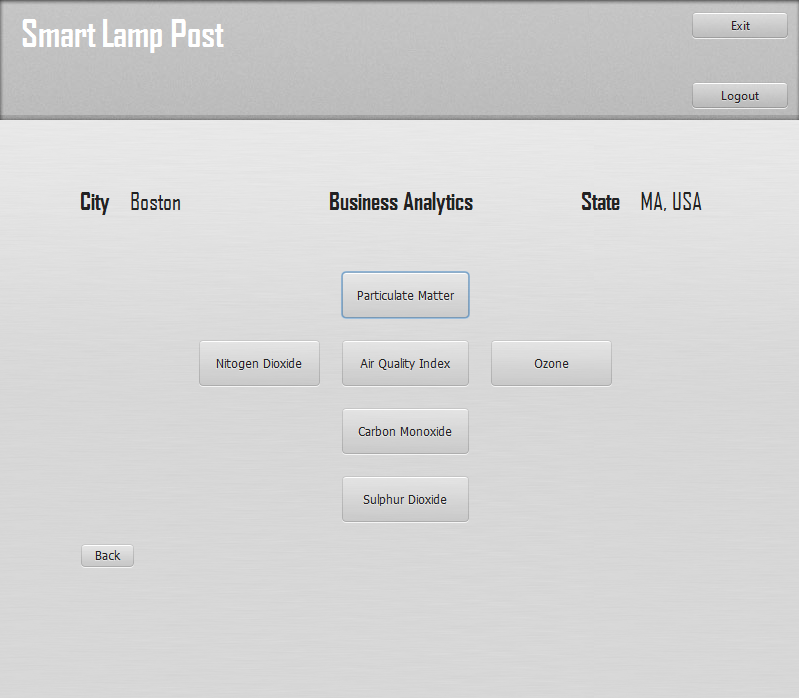 Smart Lamp Post
Exit
Logout
City Boston Business Analytics State MA, USA
Particulate Matter
Nitogen Dioxide Air Quality Index Ozone
Carbon Monoxide
Sulphur Dioxide
Back